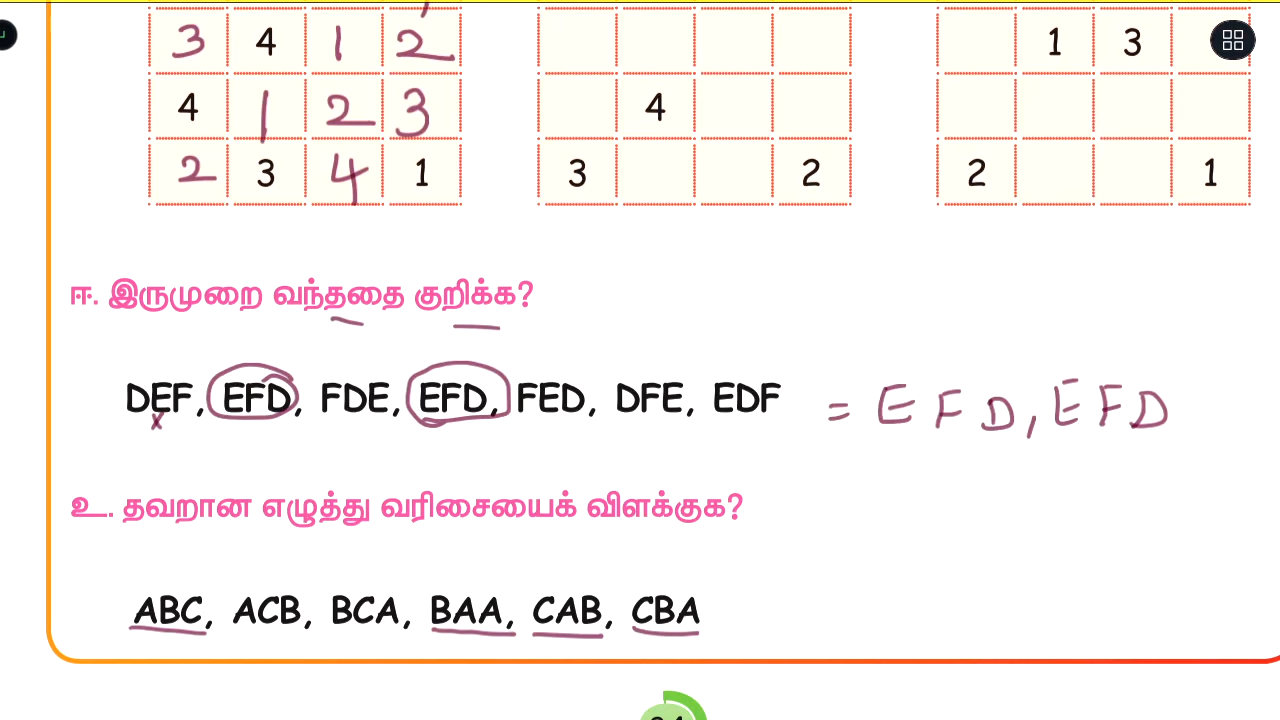 3 4 1 2 1 3
4 1 2 3 4
2 3 4 1 3 2 2 1
ஈ. இருமுறை வந்ததை குறிக்க?
DEF, EFD, FDE, EFD, FED, DFE, EDF = EFD, EFD
x
உ. தவறான எழுத்து வரிசையைக் விளக்குக?
ABC, ACB, BCA, BAA, CAB, CBA